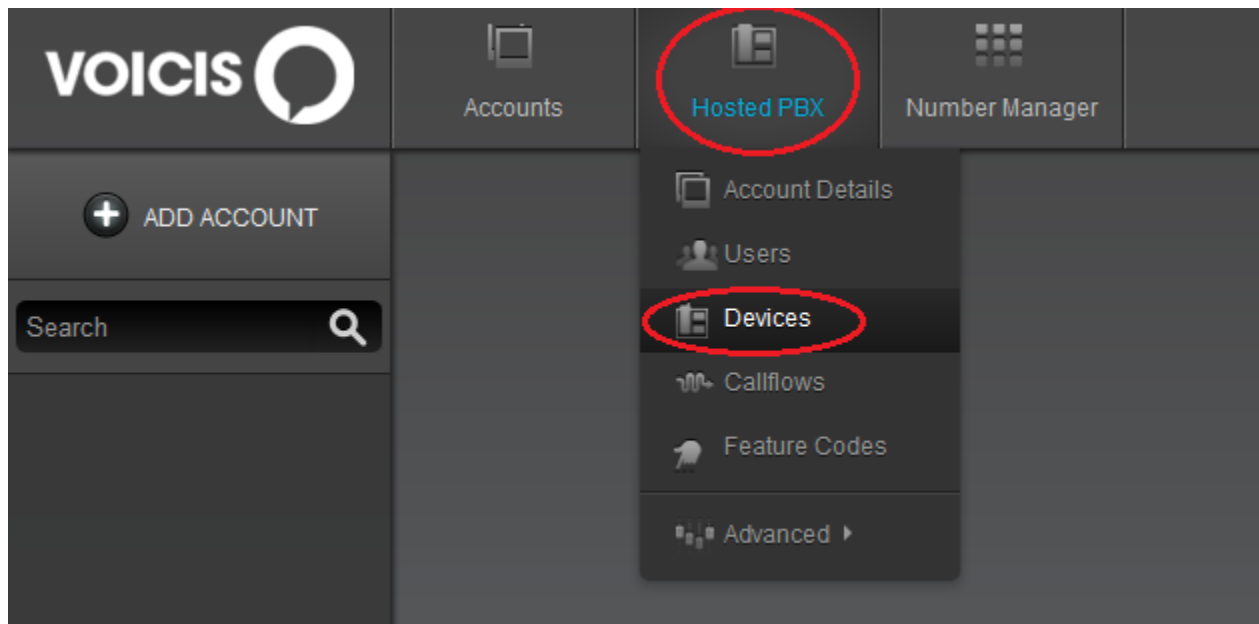 VOICIS
Accounts
Hosted PBX
Number Manager
ADD ACCOUNT
Search
Account Details
Users
Devices
Callflows
Feature Codes
Advanced